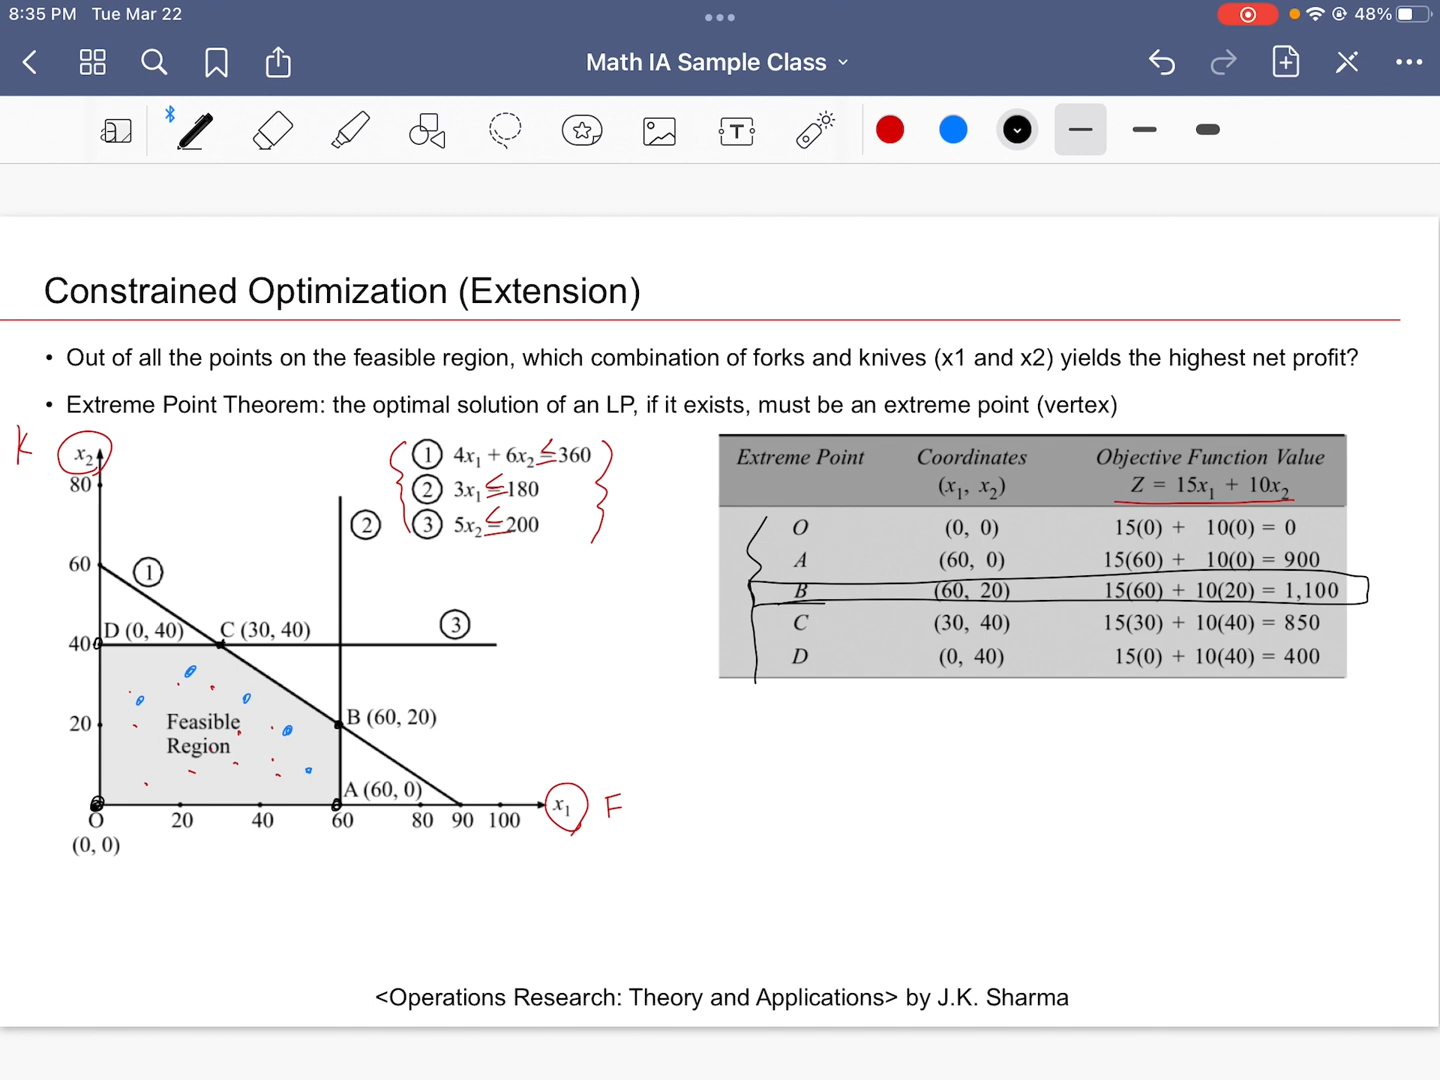 8:35 PM Tue Mar 22
48%
Math IA Sample Class
T
Constrained Optimization (Extension)
• Out of all the points on the feasible region, which combination of forks and knives (x1 and x2) yields the highest net profit?
• Extreme Point Theorem: the optimal solution of an LP, if it exists, must be an extreme point (vertex)
K
x₂
① 4x₁ + 6x₂ ≤ 360
② 3x₁ ≤ 180
③ 5x₂ ≤ 200
80
②
60
①
③
40
D (0, 40)
C (30, 40)
20
Feasible
Region
B (60, 20)
A (60, 0)
x₁
F
O
20
40
60
80
90
100
(0, 0)
Extreme Point Coordinates Objective Function Value
(x₁, x₂) Z = 15x₁ + 10x₂
O (0, 0) 15(0) + 10(0) = 0
A (60, 0) 15(60) + 10(0) = 900
B (60, 20) 15(60) + 10(20) = 1,100
C (30, 40) 15(30) + 10(40) = 850
D (0, 40) 15(0) + 10(40) = 400
<Operations Research: Theory and Applications> by J.K. Sharma